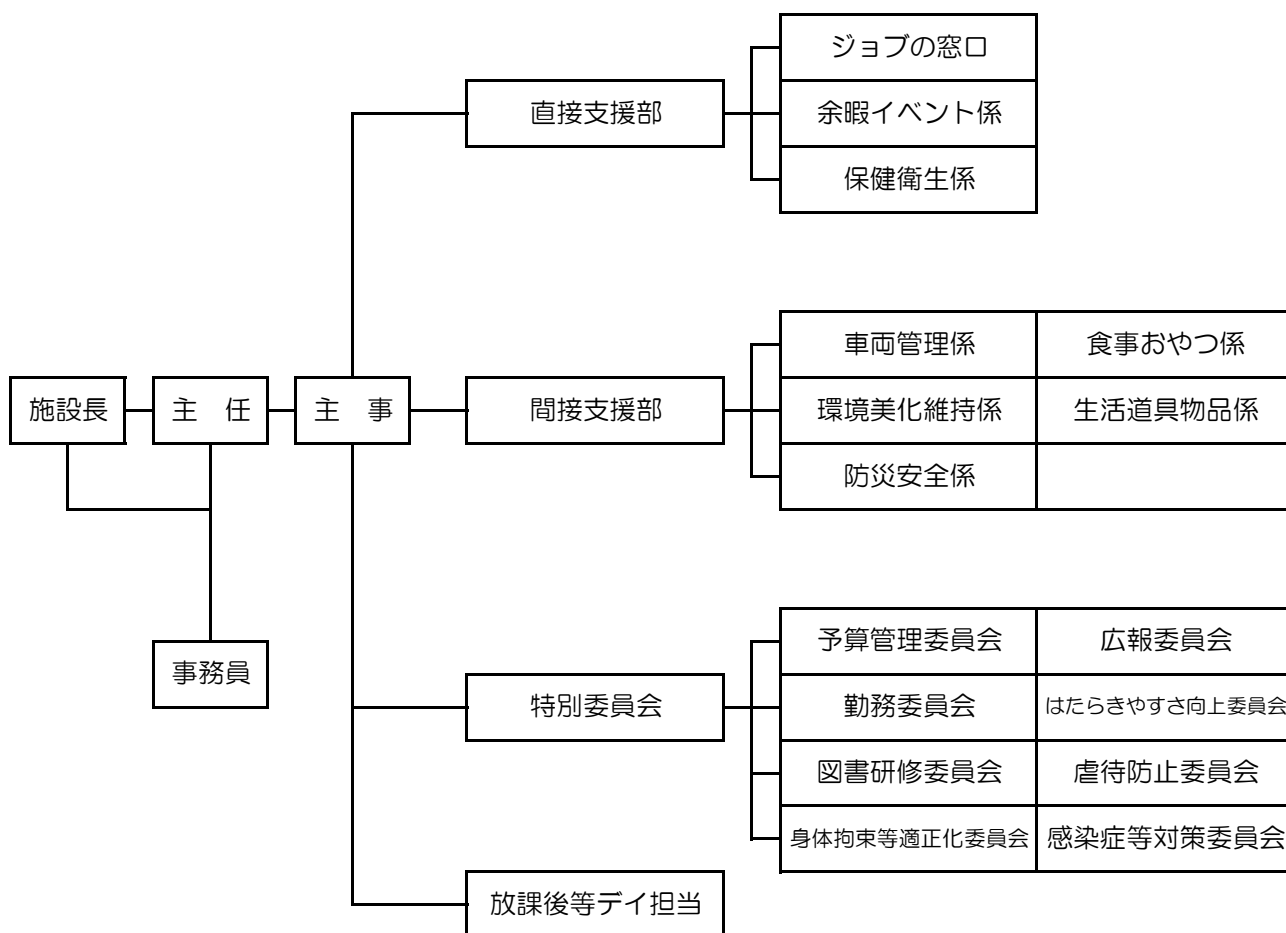 ジョブの窓口
直接支援部
余暇イベント係
保健衛生係
車両管理係
食事おやつ係
施設長
主　任
主　事
間接支援部
環境美化維持係
生活道具物品係
防災安全係
予算管理委員会
広報委員会
事務員
特別委員会
勤務委員会
はたらきやすさ向上委員会
図書研修委員会
虐待防止委員会
身体拘束等適正化委員会
感染症等対策委員会
放課後等デイ担当